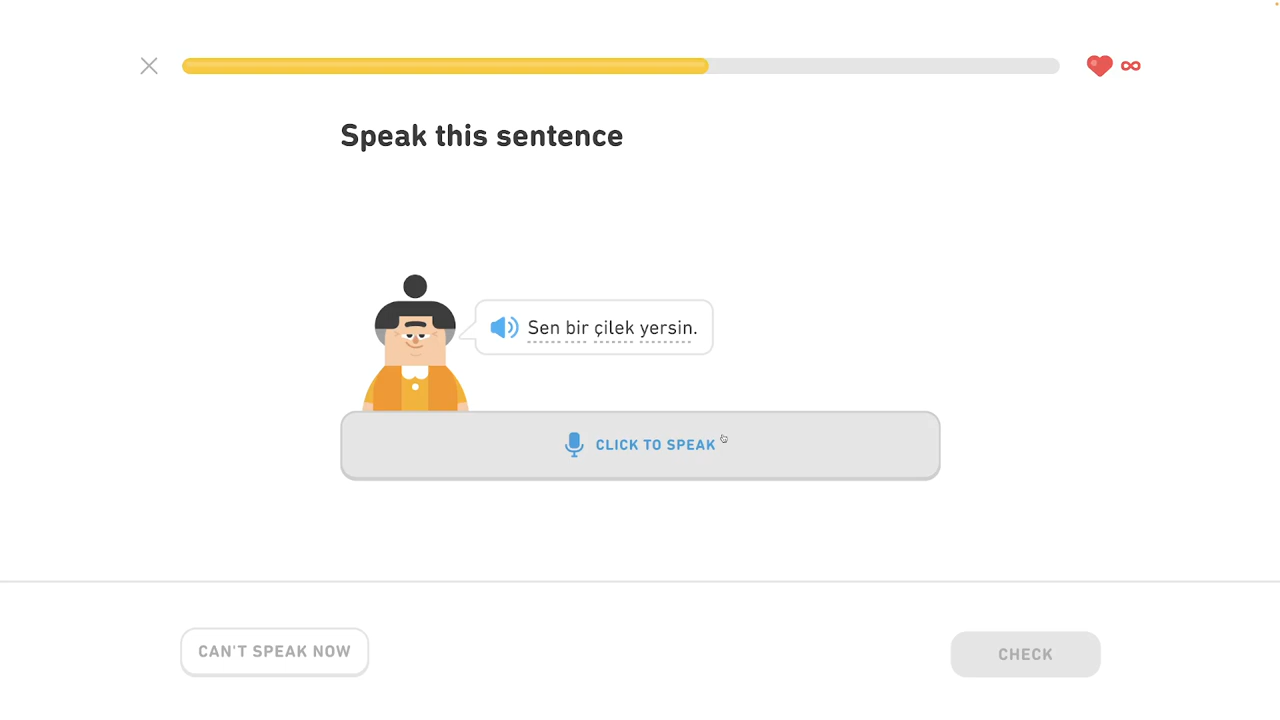 Speak this sentence
Sen bir çilek yersin.
CLICK TO SPEAK
CAN'T SPEAK NOW
CHECK